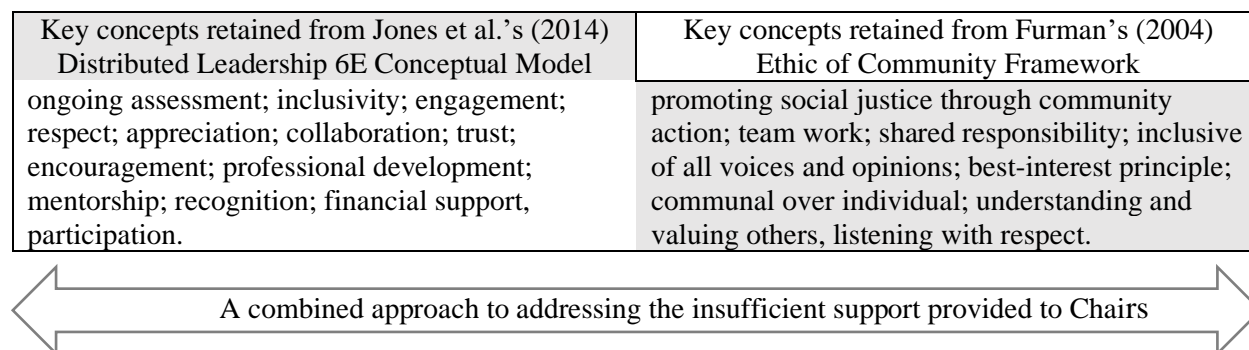 Key concepts retained from Jones et al.’s (2014)
Distributed Leadership 6E Conceptual Model
Key concepts retained from Furman’s (2004)
Ethic of Community Framework
ongoing assessment; inclusivity; engagement;
respect; appreciation; collaboration; trust;
encouragement; professional development;
mentorship; recognition; financial support,
participation.
promoting social justice through community
action; team work; shared responsibility; inclusive
of all voices and opinions; best-interest principle;
communal over individual; understanding and
valuing others, listening with respect.
A combined approach to addressing the insufficient support provided to Chairs